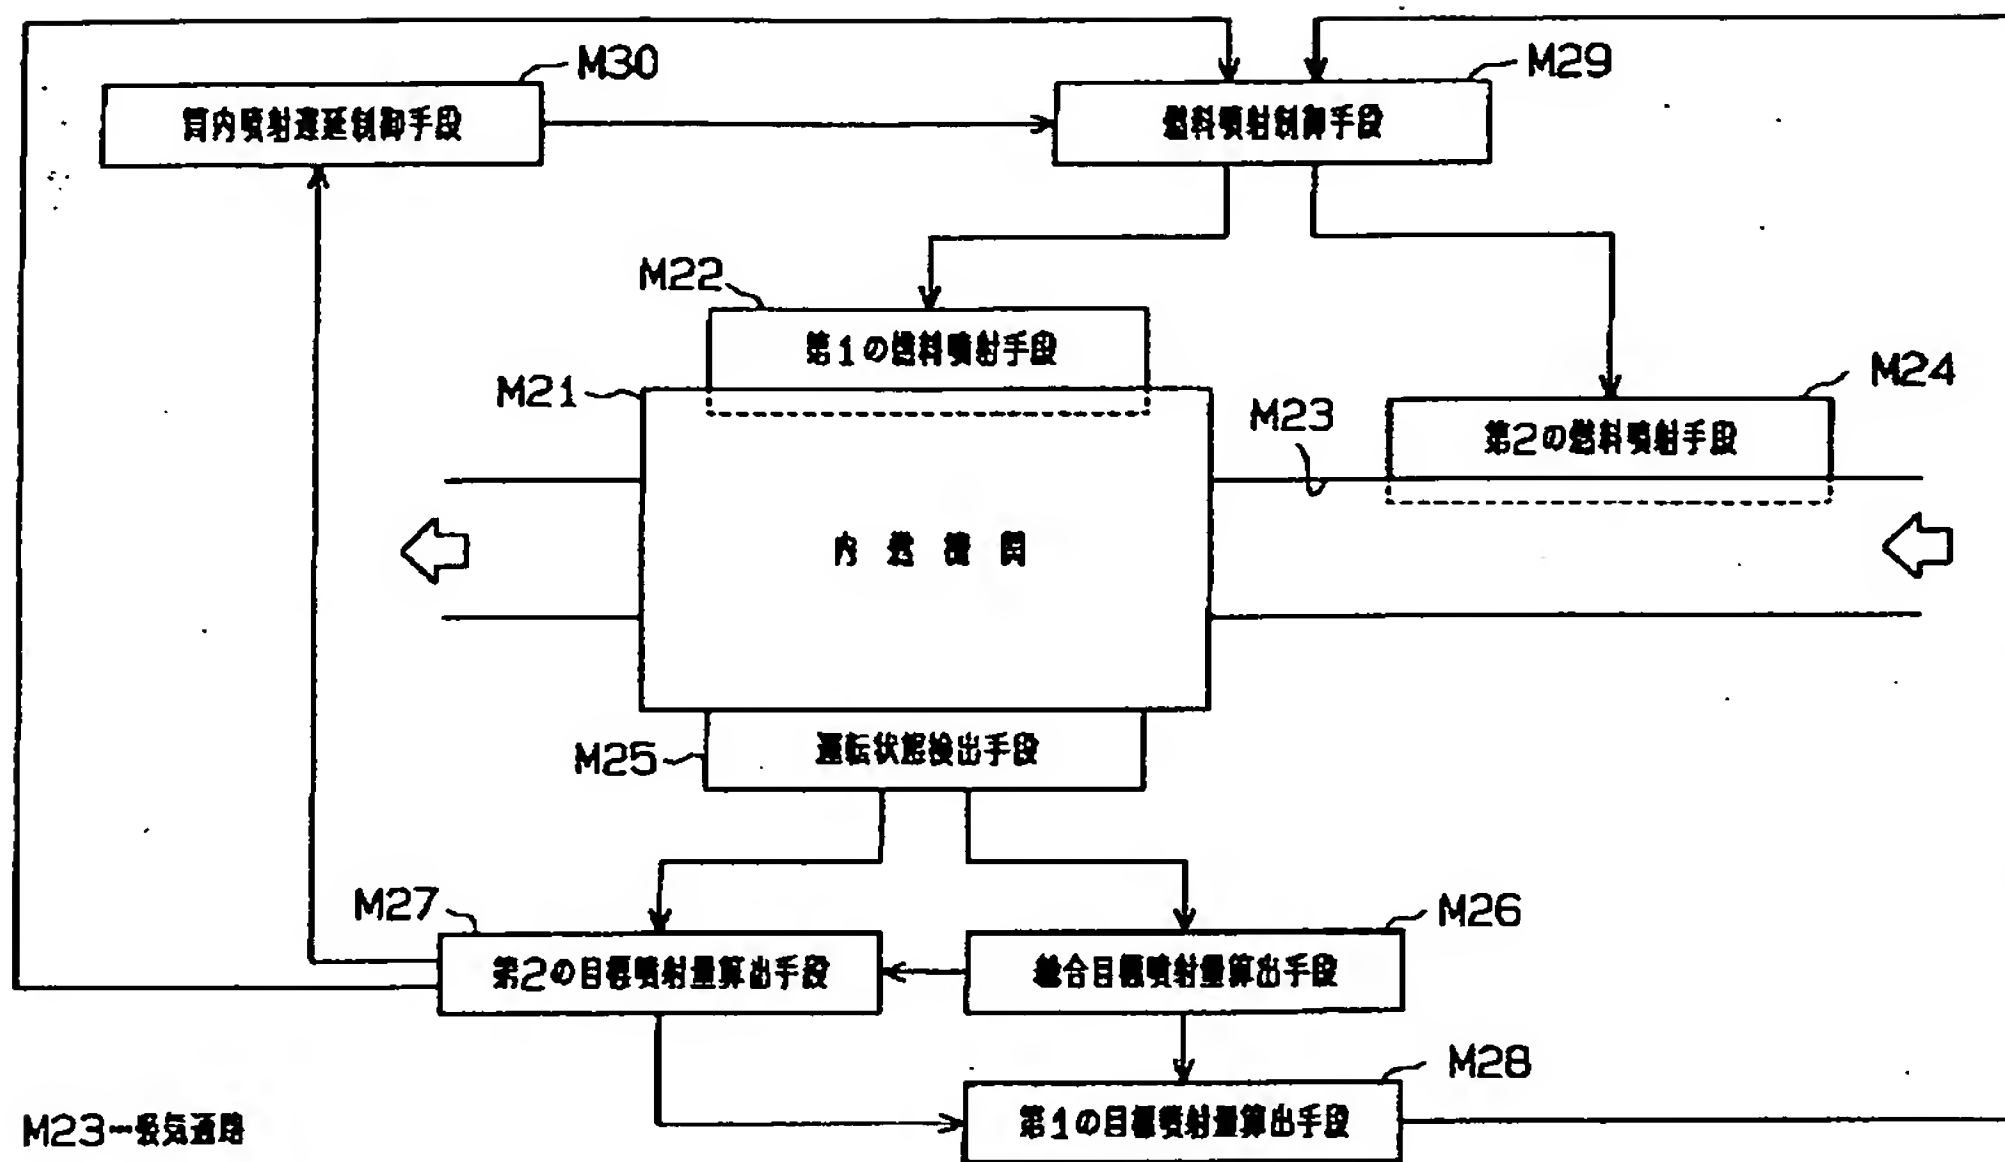 M30
筒内噴射遅延制御手段
M29
燃料噴射制御手段
M22
第1の燃料噴射手段
M21
M23
M24
第2の燃料噴射手段
内燃機関
M25
運転状態検出手段
M27
第2の目標噴射量算出手段
M26
総合目標噴射量算出手段
M28
第1の目標噴射量算出手段
M23…吸気通路